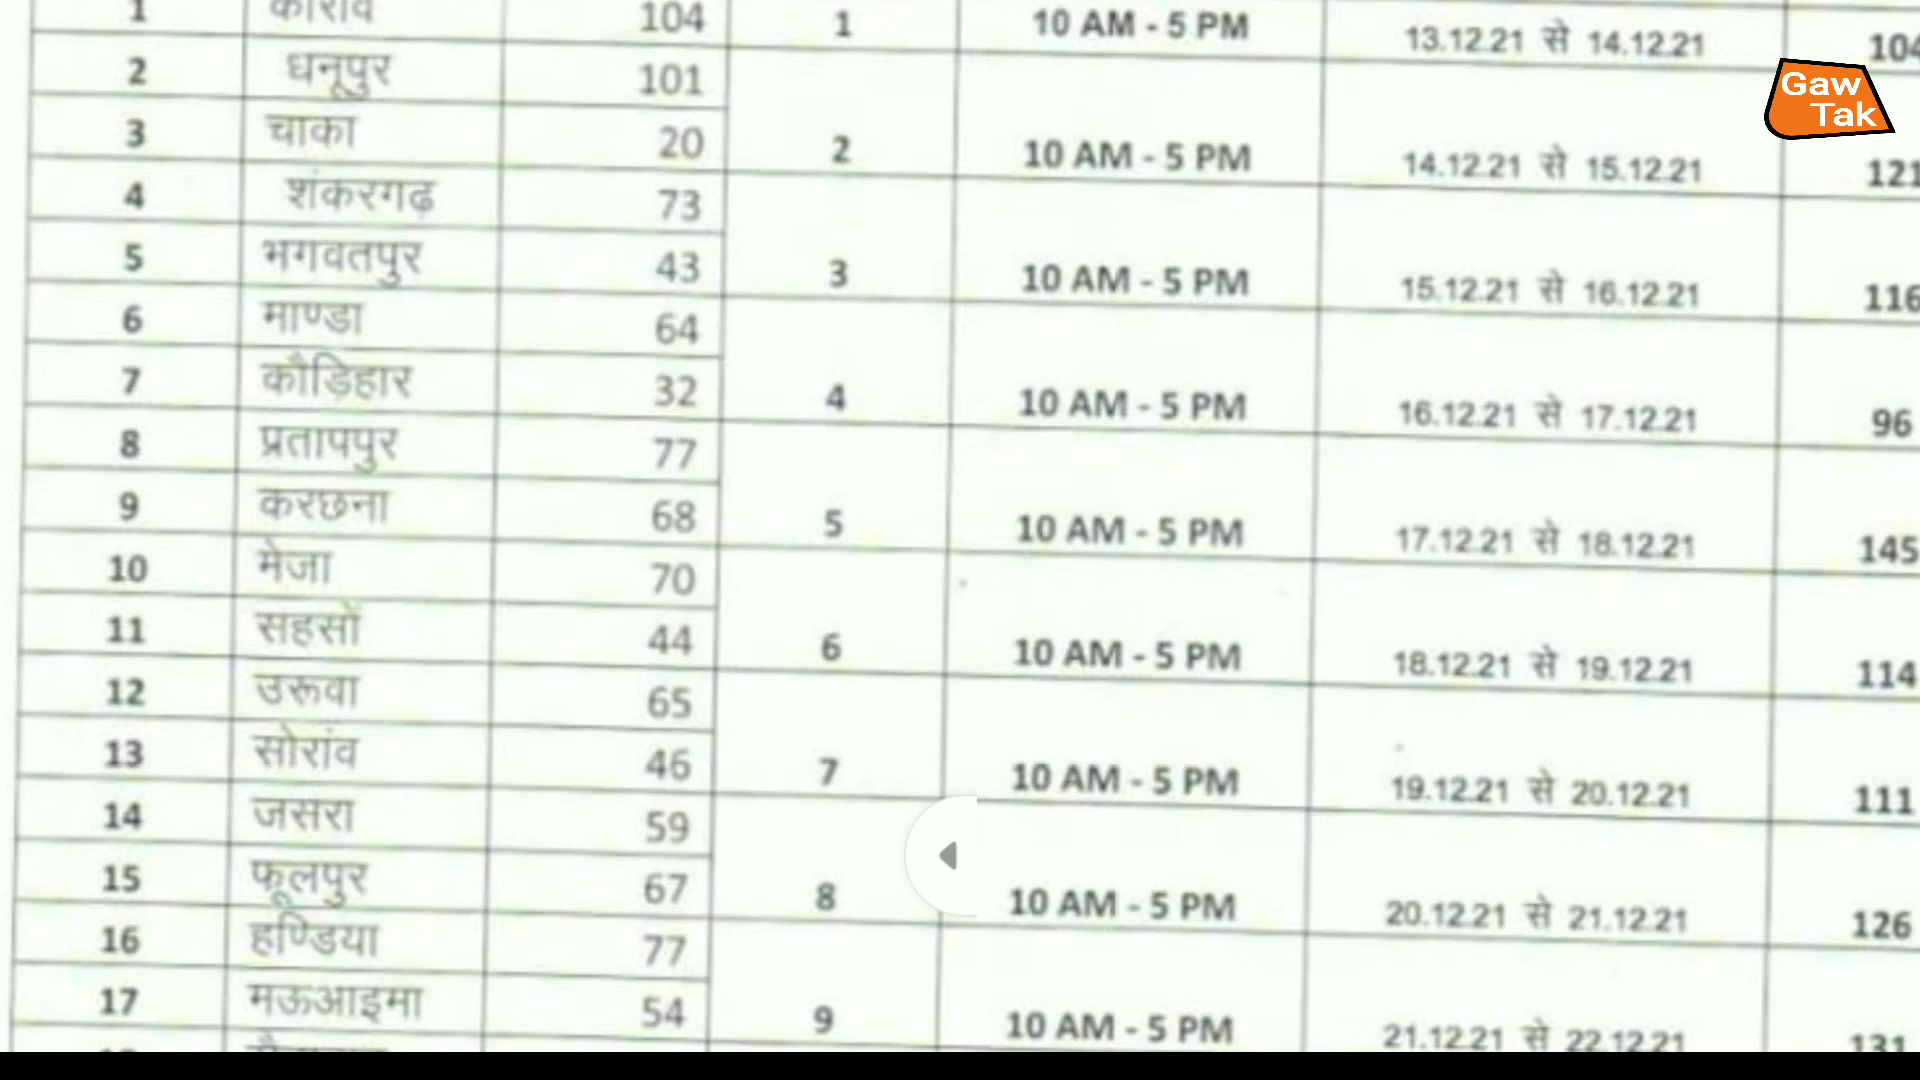 1 कोरांव 104 1 10 AM - 5 PM 13.12.21 से 14.12.21 104
2 धनूपुर 101
3 चाका 20 2 10 AM - 5 PM 14.12.21 से 15.12.21 121
4 शंकरगढ़ 73
5 भगवतपुर 43 3 10 AM - 5 PM 15.12.21 से 16.12.21 116
6 माण्डा 64
7 कौड़िहार 32 4 10 AM - 5 PM 16.12.21 से 17.12.21 96
8 प्रतापपुर 77
9 करछना 68 5 10 AM - 5 PM 17.12.21 से 18.12.21 145
10 मेजा 70
11 सहसों 44 6 10 AM - 5 PM 18.12.21 से 19.12.21 114
12 उरूवा 65
13 सोरांव 46 7 10 AM - 5 PM 19.12.21 से 20.12.21 111
14 जसरा 59
15 फूलपुर 67 8 10 AM - 5 PM 20.12.21 से 21.12.21 126
16 हण्डिया 77
17 मऊआइमा 54 9 10 AM - 5 PM 21.12.21 से 22.12.21 131
Gaw
Tak